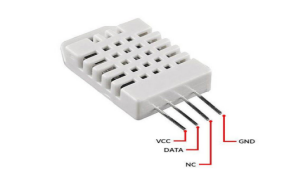 VCC
GND
DATA
NC